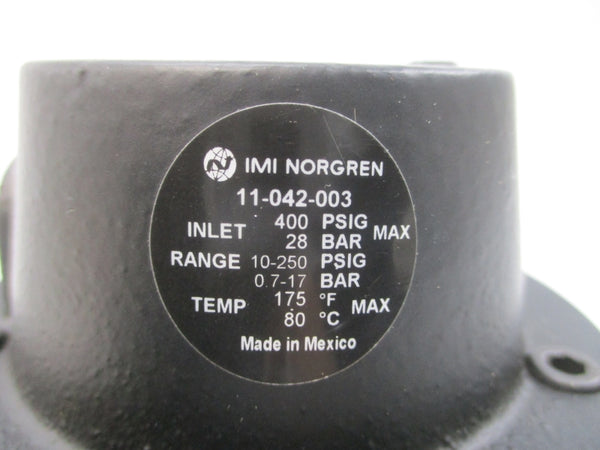 IMI NORGREN
11-042-003
INLET 400 PSIG MAX
28 BAR
RANGE 10-250 PSIG
0.7-17 BAR
TEMP 175 °F MAX
80 °C
Made in Mexico